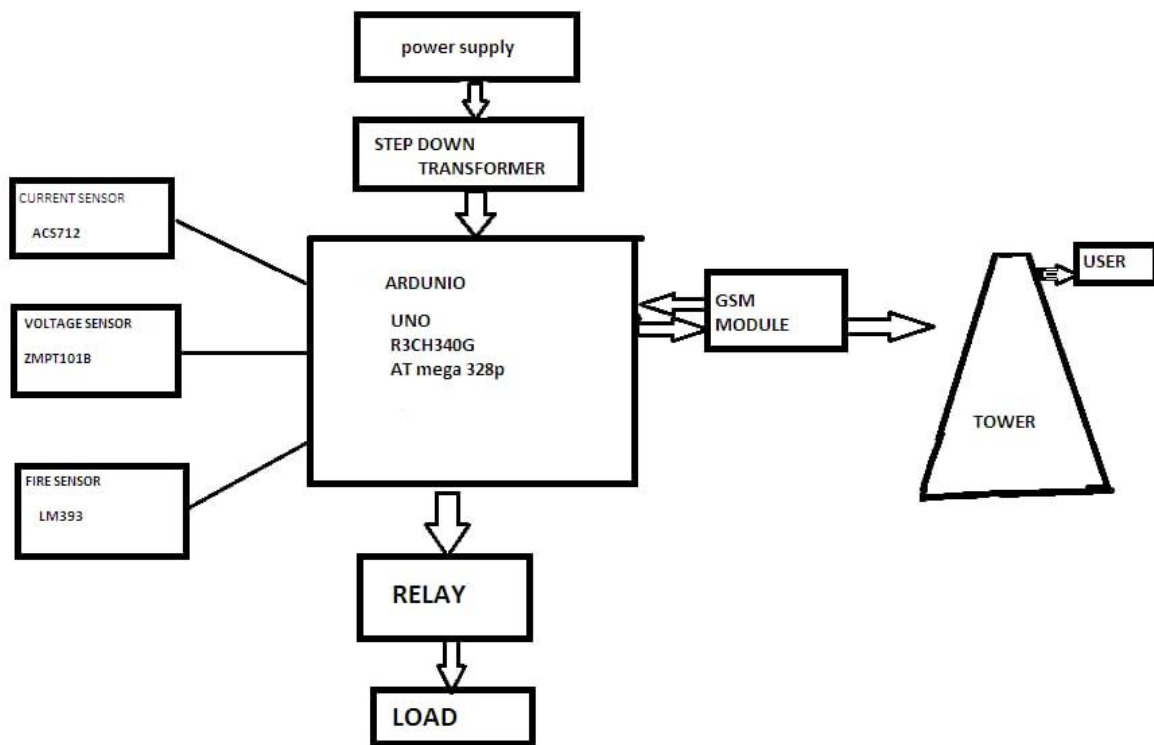 power supply
STEP DOWN
TRANSFORMER
CURRENT SENSOR
ACS712
VOLTAGE SENSOR
ZMPT101B
FIRE SENSOR
LM393
ARDUNIO
UNO
R3CH340G
AT mega 328p
GSM
MODULE
TOWER
USER
RELAY
LOAD